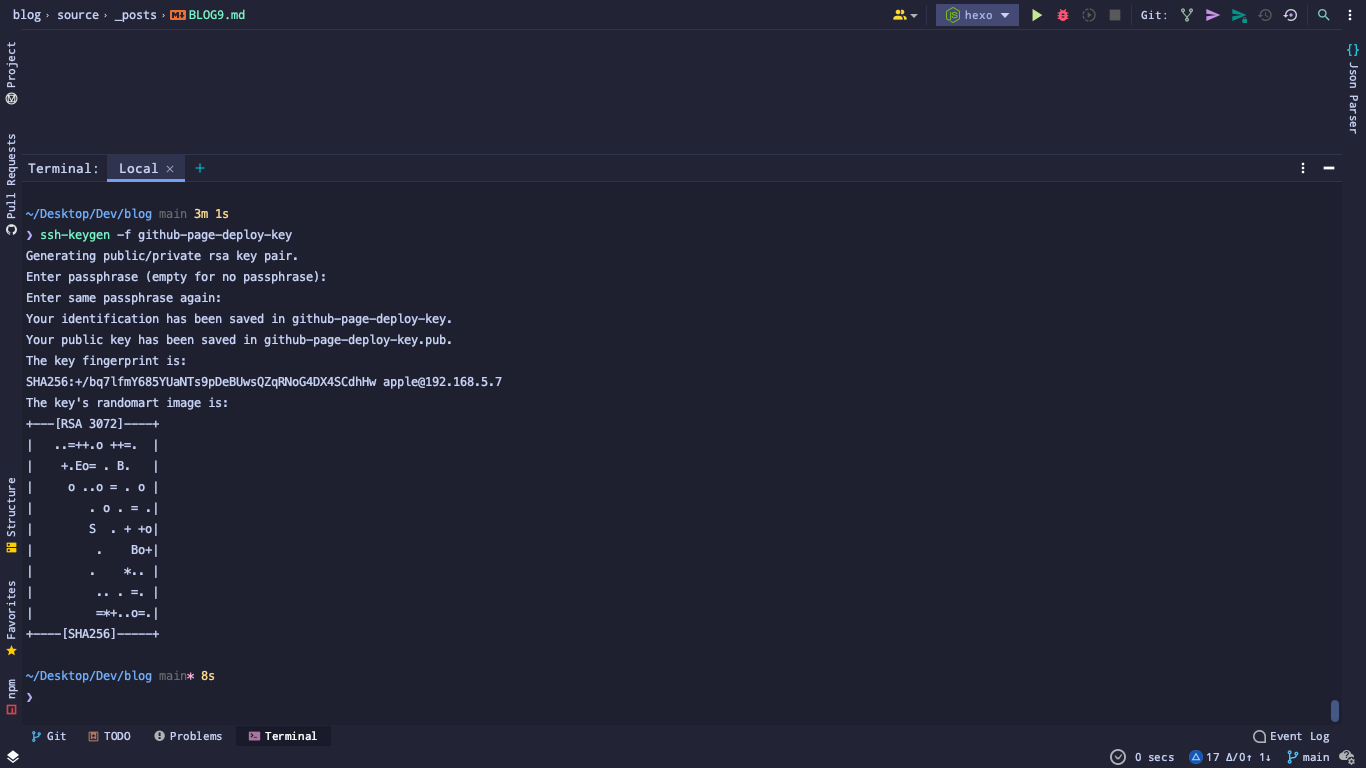 blog › source › _posts › BLOG9.md
hexo
Git:
Project
Pull Requests
Structure
Favorites
npm
Json Parser
Terminal: Local × +
~/Desktop/Dev/blog main 3m 1s
❯ ssh-keygen -f github-page-deploy-key
Generating public/private rsa key pair.
Enter passphrase (empty for no passphrase):
Enter same passphrase again:
Your identification has been saved in github-page-deploy-key.
Your public key has been saved in github-page-deploy-key.pub.
The key fingerprint is:
SHA256:+/bq7lfmY685YUaNTs9pDeBUwsQZqRNoG4DX4SCdhHw apple@192.168.5.7
The key's randomart image is:
+---[RSA 3072]----+
|   ..=++.o ++=.  |
|    +.Eo= . B.   |
|     o ..o = . o |
|        . o . = .|
|        S  . + +o|
|         .    Bo+|
|        .    *.. |
|         .. . =. |
|         =*+..o=.|
+----[SHA256]-----+
~/Desktop/Dev/blog main* 8s
❯
Git TODO Problems Terminal Event Log
0 secs 17 Δ/0↑ 1↓ main